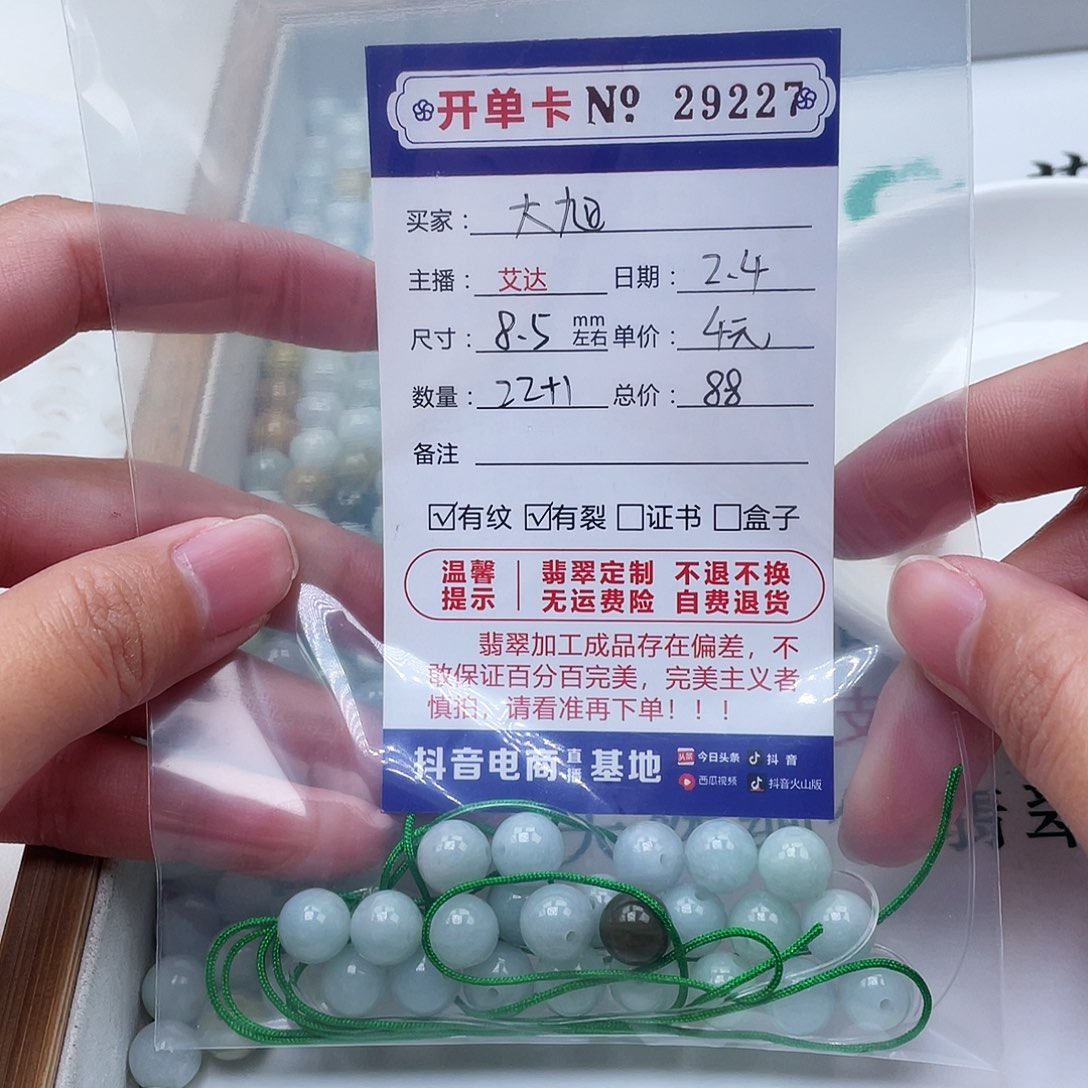 开单卡 Nº 29227
买家：大旭
主播：艾达 日期：2.4
尺寸：8.5 mm左右 单价：4元
数量：22+1 总价：88
备注
☑有纹 ☑有裂 ☐证书 ☐盒子
温馨提示 翡翠定制 不退不换
无运费险 自费退货
翡翠加工成品存在偏差，不
敢保证百分百完美，完美主义者
慎拍，请看准再下单！！！
抖音电商直播基地
今日头条 抖音
西瓜视频 抖音火山版
翡翠